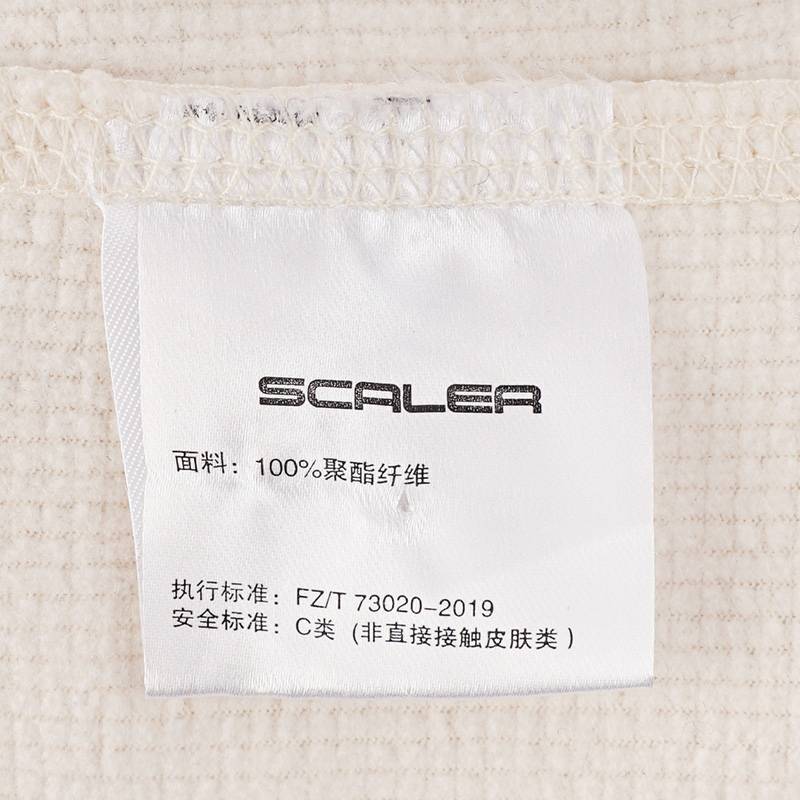 SCALER
面料：100%聚酯纤维
执行标准：FZ/T 73020-2019
安全标准：C类 (非直接接触皮肤类)